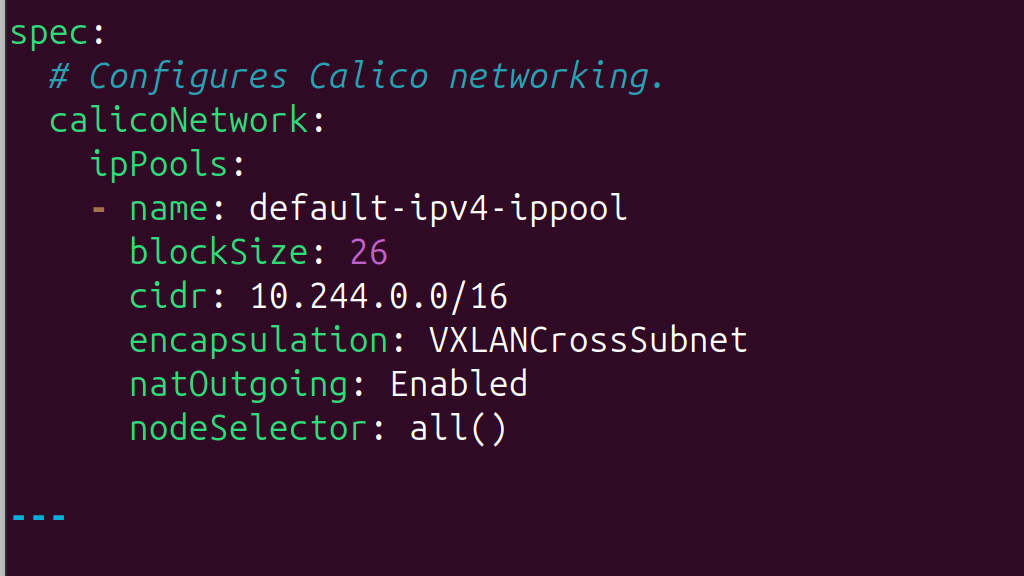 spec:
  # Configures Calico networking.
  calicoNetwork:
    ipPools:
    - name: default-ipv4-ippool
      blockSize: 26
      cidr: 10.244.0.0/16
      encapsulation: VXLANCrossSubnet
      natOutgoing: Enabled
      nodeSelector: all()
---